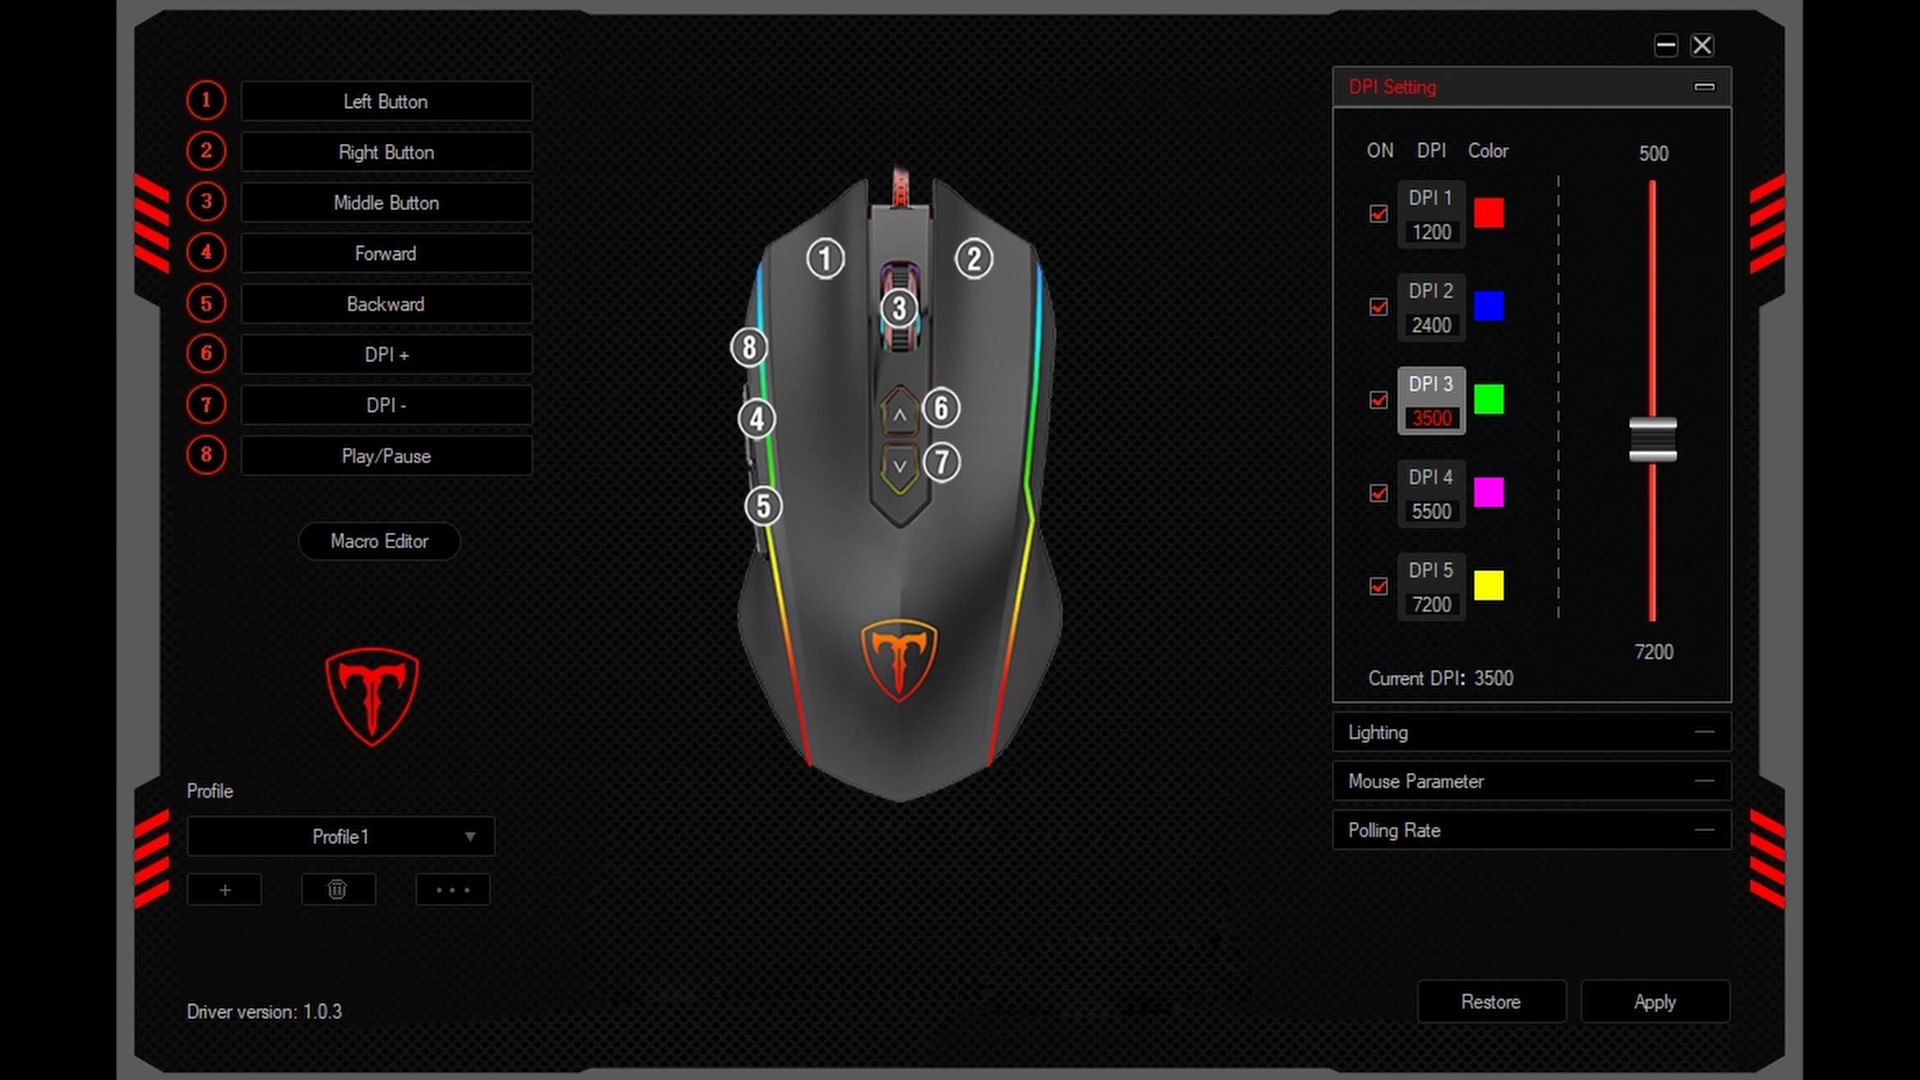 1 Left Button
2 Right Button
3 Middle Button
4 Forward
5 Backward
6 DPI +
7 DPI -
8 Play/Pause
Macro Editor
Profile
Profile1
+
...
Driver version: 1.0.3
1
2
3
8
4
6
7
5
DPI Setting
ON DPI Color
500
DPI 1
1200
DPI 2
2400
DPI 3
3500
DPI 4
5500
DPI 5
7200
7200
Current DPI: 3500
Lighting
Mouse Parameter
Polling Rate
Restore
Apply